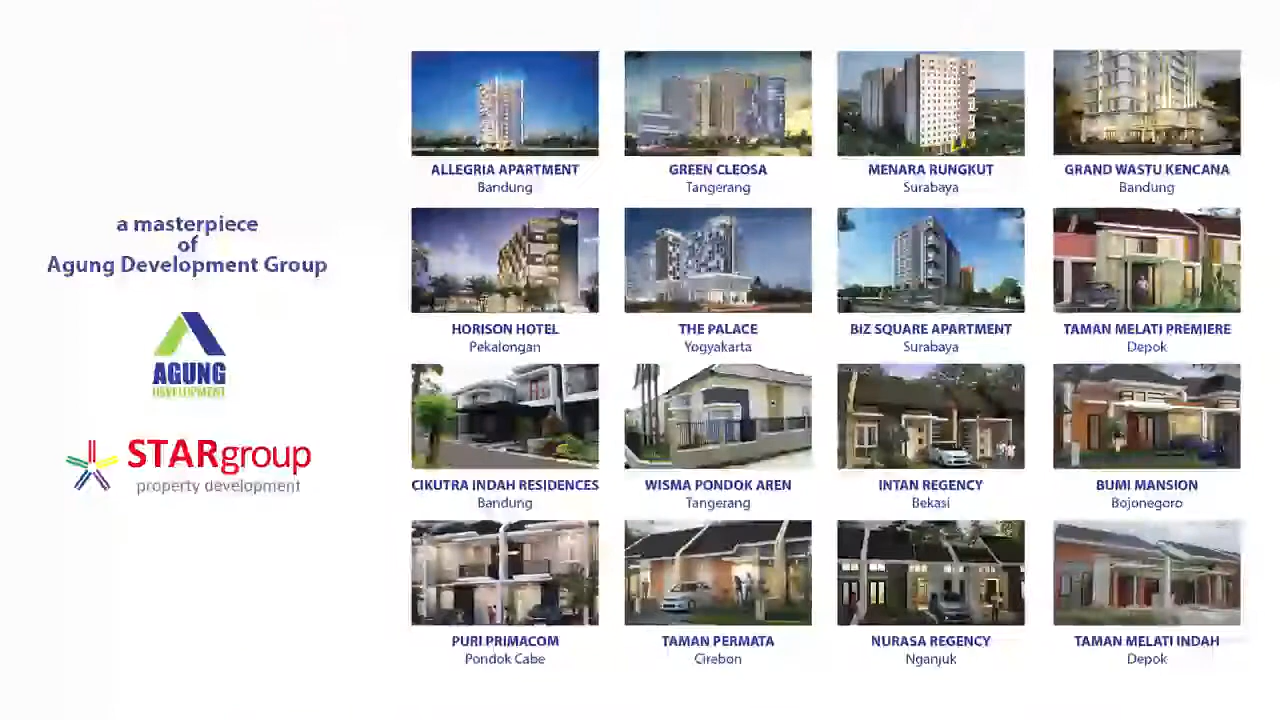 a masterpiece
of
Agung Development Group
AGUNG
DEVELOPMENT
STARgroup
property development
ALLEGRIA APARTMENT
Bandung
GREEN CLEOSA
Tangerang
MENARA RUNGKUT
Surabaya
GRAND WASTU KENCANA
Bandung
HORISON HOTEL
Pekalongan
THE PALACE
Yogyakarta
BIZ SQUARE APARTMENT
Surabaya
TAMAN MELATI PREMIERE
Depok
CIKUTRA INDAH RESIDENCES
Bandung
WISMA PONDOK AREN
Tangerang
INTAN REGENCY
Bekasi
BUMI MANSION
Bojonegoro
PURI PRIMACOM
Pondok Cabe
TAMAN PERMATA
Cirebon
NURASA REGENCY
Nganjuk
TAMAN MELATI INDAH
Depok